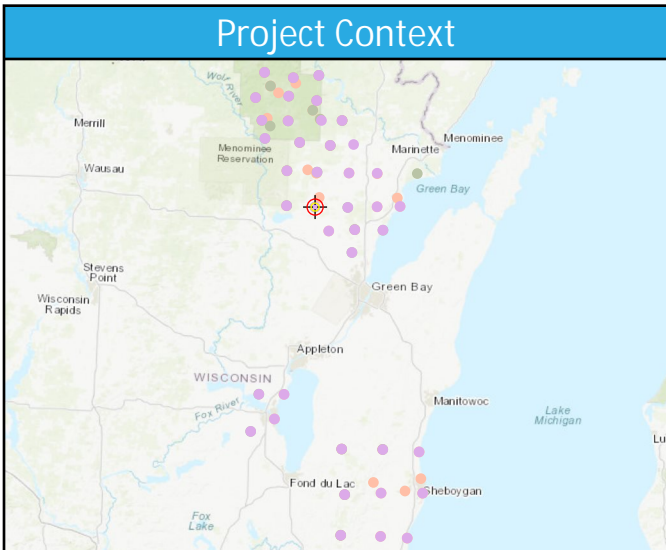 Project Context
Wolf
River
Merrill
Menominee
Marinette
Menominee
Reservation
Wausau
Green Bay
Stevens
Point
Green Bay
Wisconsin
Rapids
Appleton
WISCONSIN
Manitowoc
Fox River
Lake
Michigan
Lu
Fond du Lac
Sheboygan
Fox
Lake